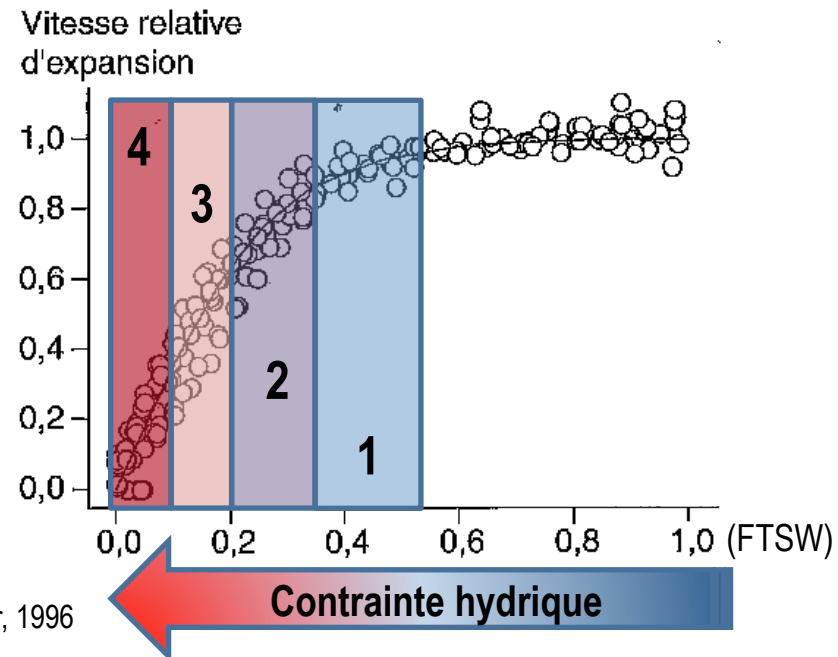 Vitesse relative
d'expansion
1,0
0,8
0,6
0,4
0,2
0,0
4
3
2
1
0,0 0,2 0,4 0,6 0,8 1,0 (FTSW)
Contrainte hydrique
, 1996